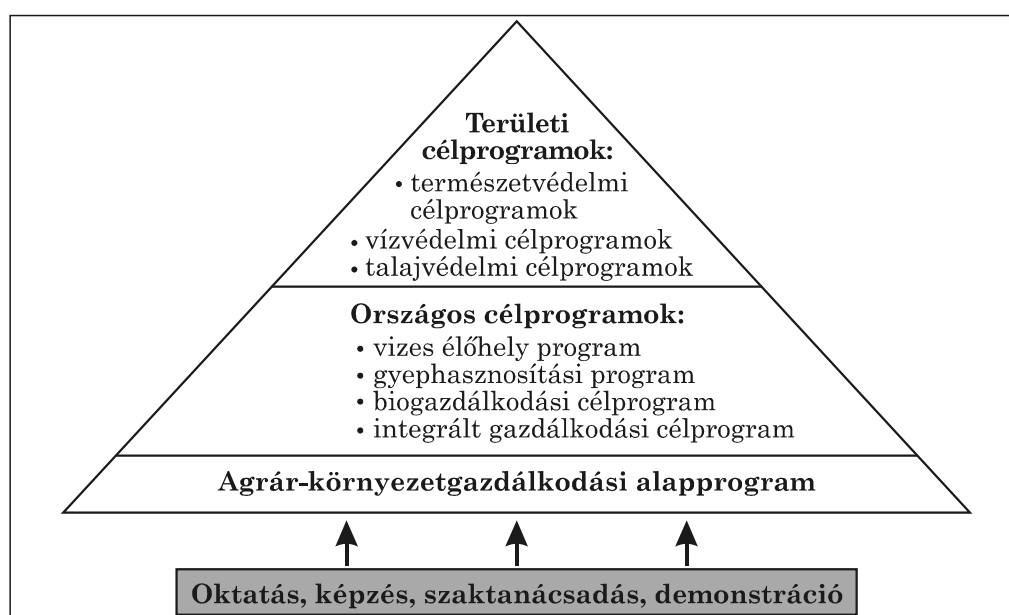 Területi
célprogramok:
• természetvédelmi
célprogramok
• vízvédelmi célprogramok
• talajvédelmi célprogramok
Országos célprogramok:
• vizes élőhely program
• gyephasznosítási program
• biogazdálkodási célprogram
• integrált gazdálkodási célprogram
Agrár-környezetgazdálkodási alapprogram
Oktatás, képzés, szaktanácsadás, demonstráció